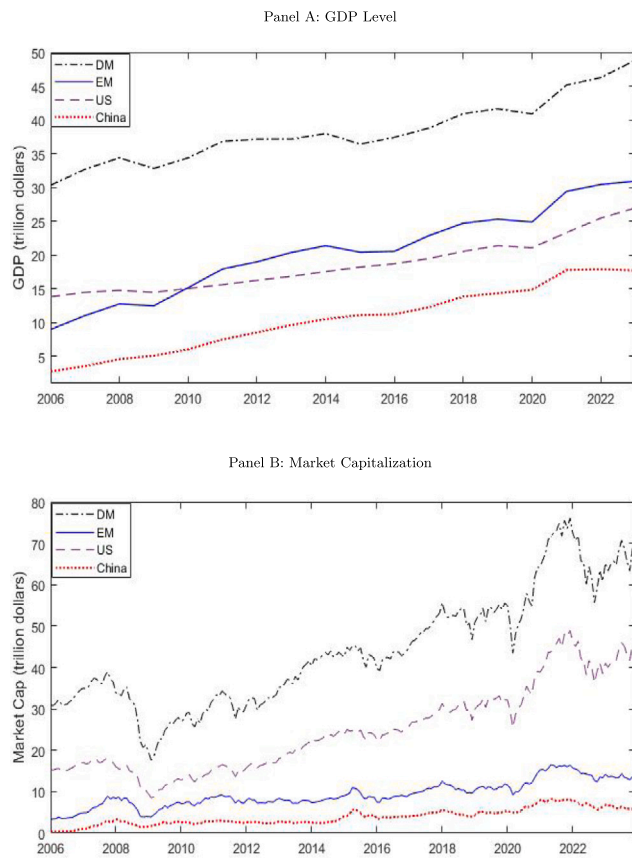 Panel A: GDP Level
50
45
40
35
30
25
20
15
10
5
GDP (trillion dollars)
DM
EM
US
China
2006 2008 2010 2012 2014 2016 2018 2020 2022
Panel B: Market Capitalization
80
70
60
50
40
30
20
10
0
Market Cap (trillion dollars)
DM
EM
US
China
2006 2008 2010 2012 2014 2016 2018 2020 2022